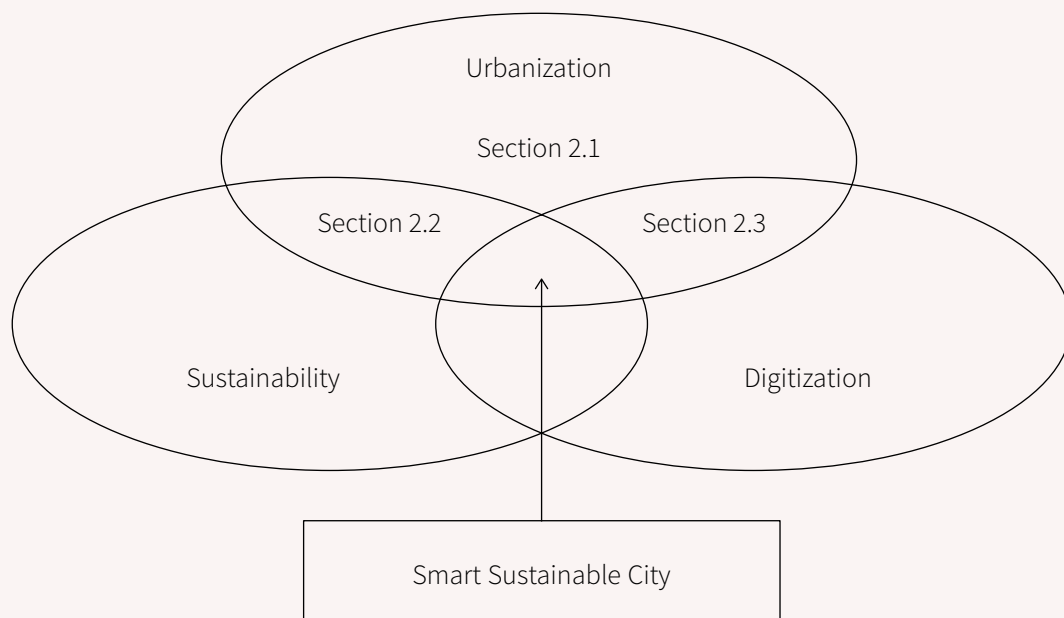 Urbanization
Section 2.1
Section 2.2
Section 2.3
Sustainability
Digitization
Smart Sustainable City